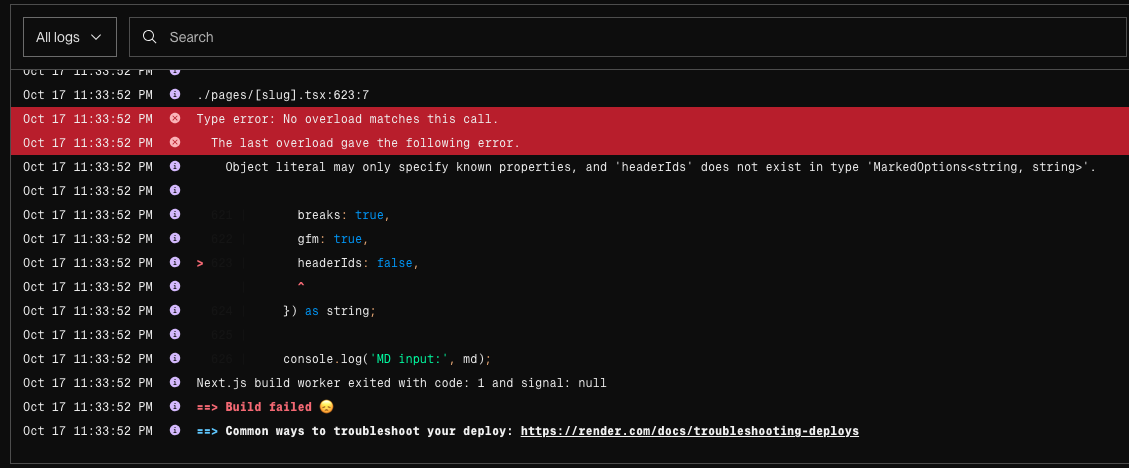 All logs
Search
Oct 17 11:33:52 PM
Oct 17 11:33:52 PM ./pages/[slug].tsx:623:7
Oct 17 11:33:52 PM Type error: No overload matches this call.
Oct 17 11:33:52 PM The last overload gave the following error.
Oct 17 11:33:52 PM Object literal may only specify known properties, and 'headerIds' does not exist in type 'MarkedOptions<string, string>'.
Oct 17 11:33:52 PM
Oct 17 11:33:52 PM 621 breaks: true,
Oct 17 11:33:52 PM 622 gfm: true,
Oct 17 11:33:52 PM > 623 headerIds: false,
Oct 17 11:33:52 PM ^
Oct 17 11:33:52 PM 624 }) as string;
Oct 17 11:33:52 PM 625
Oct 17 11:33:52 PM 626 console.log('MD input:', md);
Oct 17 11:33:52 PM Next.js build worker exited with code: 1 and signal: null
Oct 17 11:33:52 PM ==> Build failed 😞
Oct 17 11:33:52 PM ==> Common ways to troubleshoot your deploy: https://render.com/docs/troubleshooting-deploys